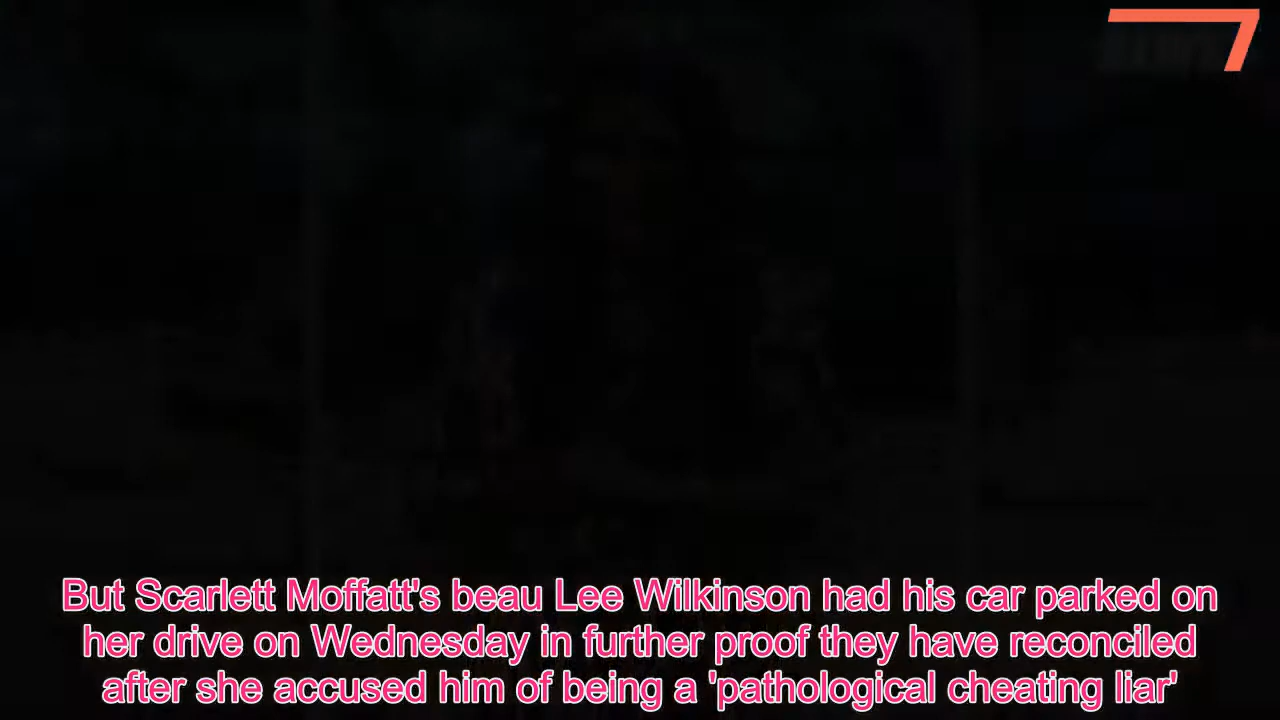 But Scarlett Moffatt's beau Lee Wilkinson had his car parked on
her drive on Wednesday in further proof they have reconciled
after she accused him of being a 'pathological cheating liar'